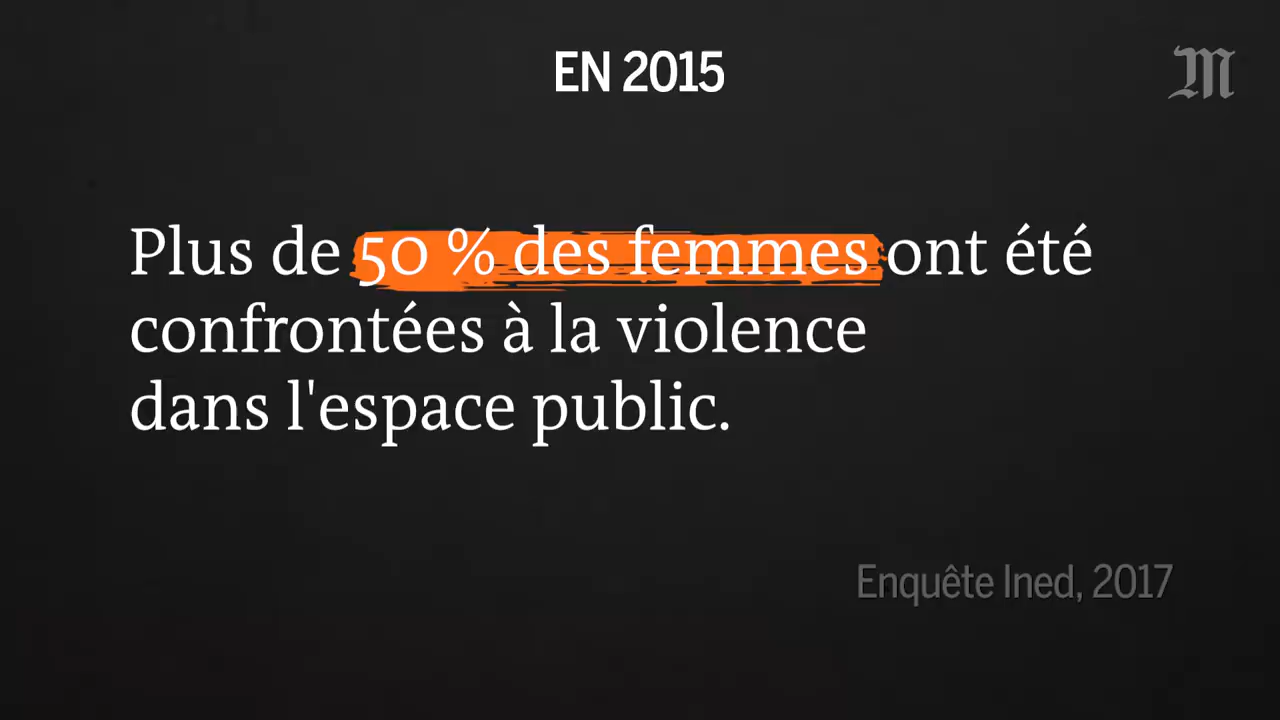 EN 2015
M
Plus de 50 % des femmes ont été
confrontées à la violence
dans l'espace public.
Enquête Ined, 2017